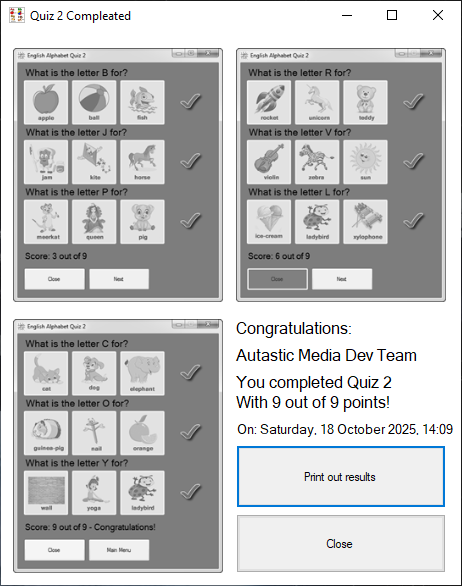 Quiz 2 Compleated
English Alphabet Quiz 2
What is the letter B for?
apple ball fish
What is the letter J for?
jam kite horse
What is the letter P for?
meerkat queen pig
Score: 3 out of 9
Close Next
English Alphabet Quiz 2
What is the letter R for?
rocket unicorn teddy
What is the letter V for?
violin zebra sun
What is the letter L for?
ice-cream ladybird xylophone
Score: 6 out of 9
Close Next
English Alphabet Quiz 2
What is the letter C for?
cat dog elephant
What is the letter O for?
guinea-pig nail orange
What is the letter Y for?
wall yoga ladybird
Score: 9 out of 9 - Congratulations!
Close Main Menu
Congratulations:
Autastic Media Dev Team
You completed Quiz 2
With 9 out of 9 points!
On: Saturday, 18 October 2025, 14:09
Print out results
Close